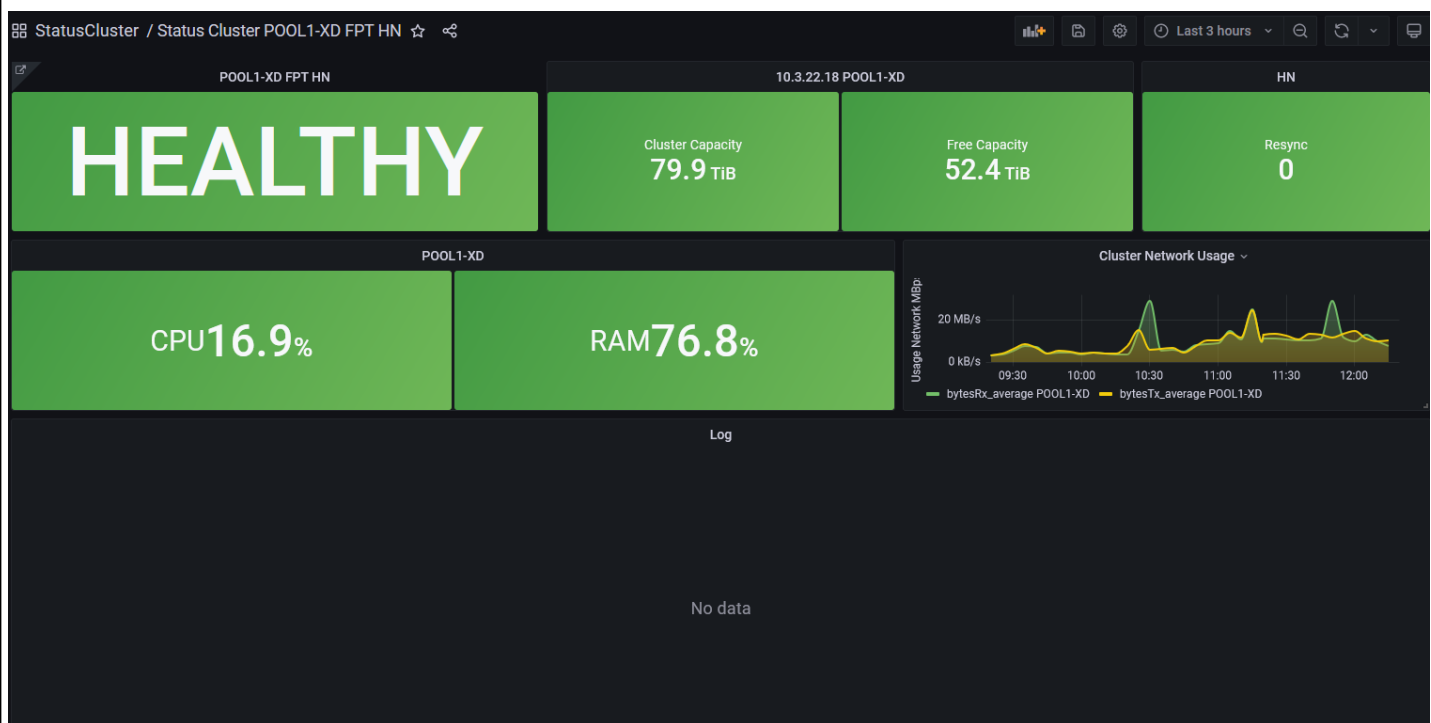 StatusCluster / Status Cluster POOL1-XD FPT HN
Last 3 hours
POOL1-XD FPT HN
10.3.22.18 POOL1-XD
HN
HEALTHY
Cluster Capacity
79.9 TiB
Free Capacity
52.4 TiB
Resync
0
POOL1-XD
Cluster Network Usage
CPU16.9%
RAM76.8%
Usage Network MBp
20 MB/s
0 kB/s
09:30 10:00 10:30 11:00 11:30 12:00
bytesRx_average POOL1-XD bytesTx_average POOL1-XD
Log
No data